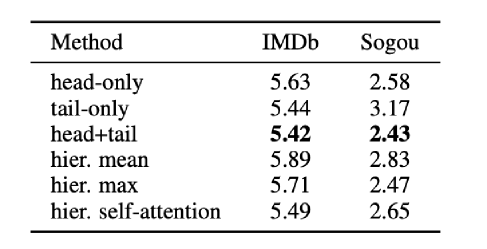 Method IMDb Sogou
head-only 5.63 2.58
tail-only 5.44 3.17
head+tail 5.42 2.43
hier. mean 5.89 2.83
hier. max 5.71 2.47
hier. self-attention 5.49 2.65